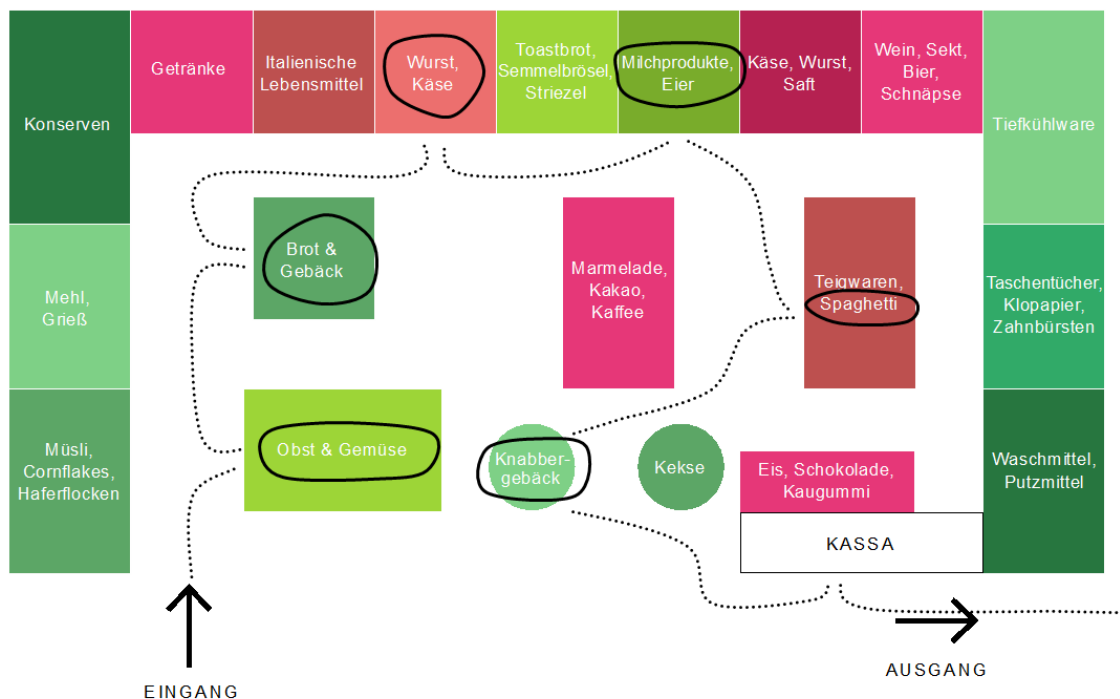 Konserven
Getränke
Italienische
Lebensmittel
Wurst,
Käse
Toastbrot,
Semmelbrösel,
Striezel
Milchprodukte,
Eier
Käse, Wurst,
Saft
Wein, Sekt,
Bier,
Schnäpse
Tiefkühlware
Mehl,
Grieß
Brot &
Gebäck
Marmelade,
Kakao,
Kaffee
Teigwaren,
Spaghetti
Taschentücher,
Klopapier,
Zahnbürsten
Müsli,
Cornflakes,
Haferflocken
Obst & Gemüse
Knabber-
gebäck
Kekse
Eis, Schokolade,
Kaugummi
Waschmittel,
Putzmittel
KASSA
EINGANG
AUSGANG